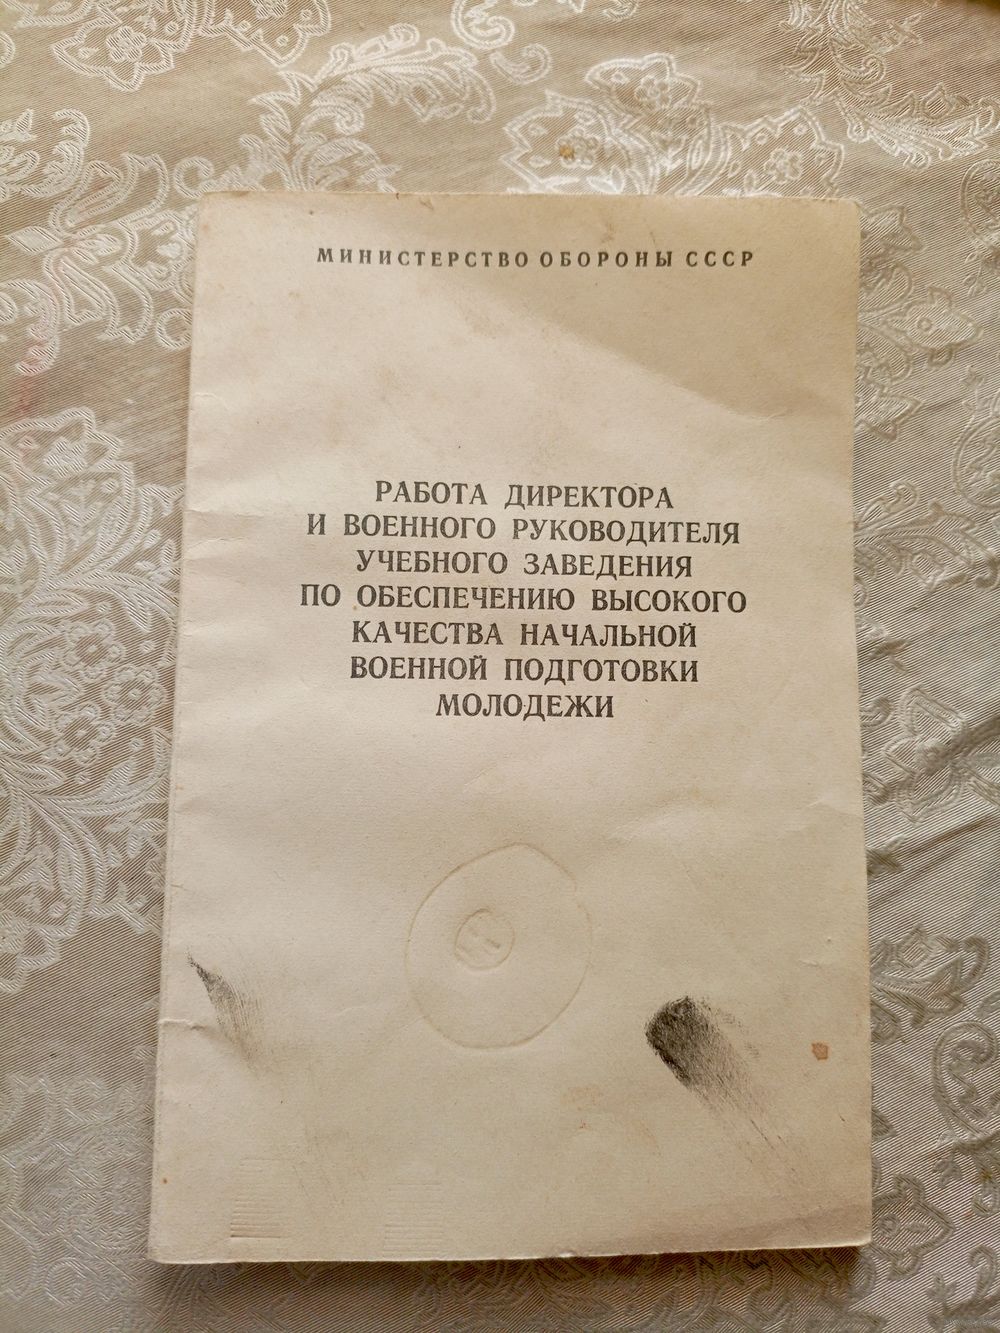 МИНИСТЕРСТВО ОБОРОНЫ СССР
РАБОТА ДИРЕКТОРА
И ВОЕННОГО РУКОВОДИТЕЛЯ
УЧЕБНОГО ЗАВЕДЕНИЯ
ПО ОБЕСПЕЧЕНИЮ ВЫСОКОГО
КАЧЕСТВА НАЧАЛЬНОЙ
ВОЕННОЙ ПОДГОТОВКИ
МОЛОДЕЖИ